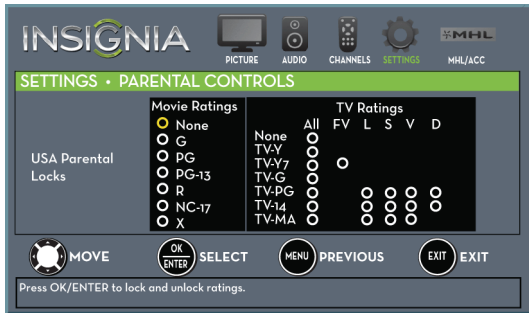 INSIGNIA
PICTURE AUDIO CHANNELS SETTINGS MHL MHL/ACC
SETTINGS • PARENTAL CONTROLS
USA Parental Locks
Movie Ratings
None
G
PG
PG-13
R
NC-17
X
TV Ratings
All FV L S V D
None
TV-Y
TV-Y7
TV-G
TV-PG
TV-14
TV-MA
MOVE OK ENTER SELECT MENU PREVIOUS EXIT EXIT
Press OK/ENTER to lock and unlock ratings.